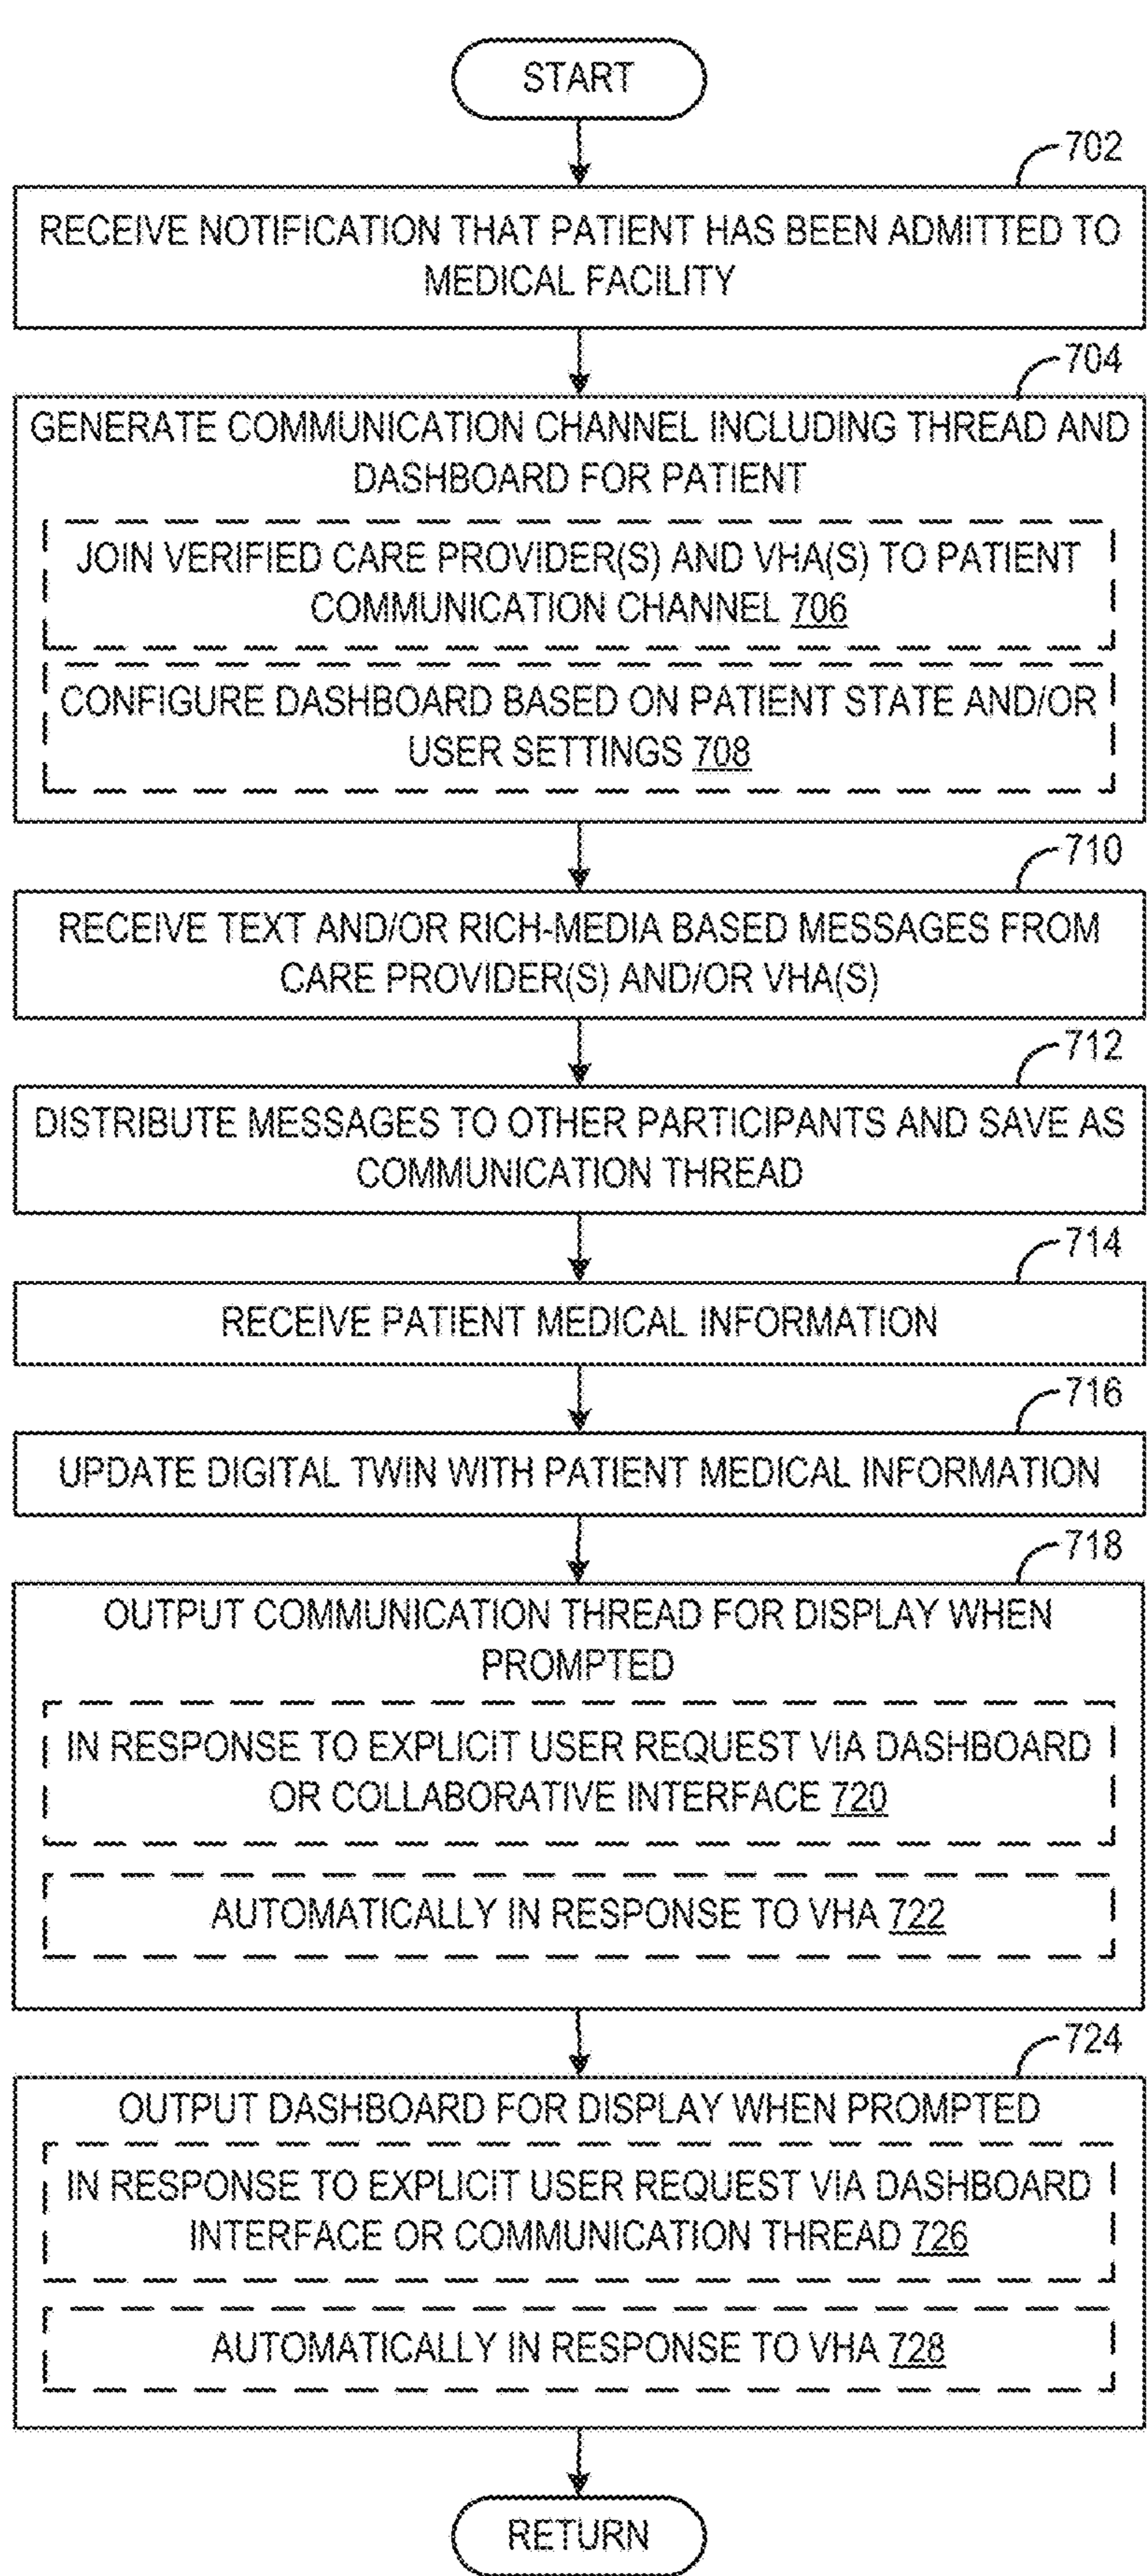 START
702
RECEIVE NOTIFICATION THAT PATIENT HAS BEEN ADMITTED TO
MEDICAL FACILITY
704
GENERATE COMMUNICATION CHANNEL INCLUDING THREAD AND
DASHBOARD FOR PATIENT
JOIN VERIFIED CARE PROVIDER(S) AND VHA(S) TO PATIENT
COMMUNICATION CHANNEL 706
CONFIGURE DASHBOARD BASED ON PATIENT STATE AND/OR
USER SETTINGS 708
710
RECEIVE TEXT AND/OR RICH-MEDIA BASED MESSAGES FROM
CARE PROVIDER(S) AND/OR VHA(S)
712
DISTRIBUTE MESSAGES TO OTHER PARTICIPANTS AND SAVE AS
COMMUNICATION THREAD
714
RECEIVE PATIENT MEDICAL INFORMATION
716
UPDATE DIGITAL TWIN WITH PATIENT MEDICAL INFORMATION
718
OUTPUT COMMUNICATION THREAD FOR DISPLAY WHEN
PROMPTED
IN RESPONSE TO EXPLICIT USER REQUEST VIA DASHBOARD
OR COLLABORATIVE INTERFACE 720
AUTOMATICALLY IN RESPONSE TO VHA 722
724
OUTPUT DASHBOARD FOR DISPLAY WHEN PROMPTED
IN RESPONSE TO EXPLICIT USER REQUEST VIA DASHBOARD
INTERFACE OR COMMUNICATION THREAD 726
AUTOMATICALLY IN RESPONSE TO VHA 728
RETURN